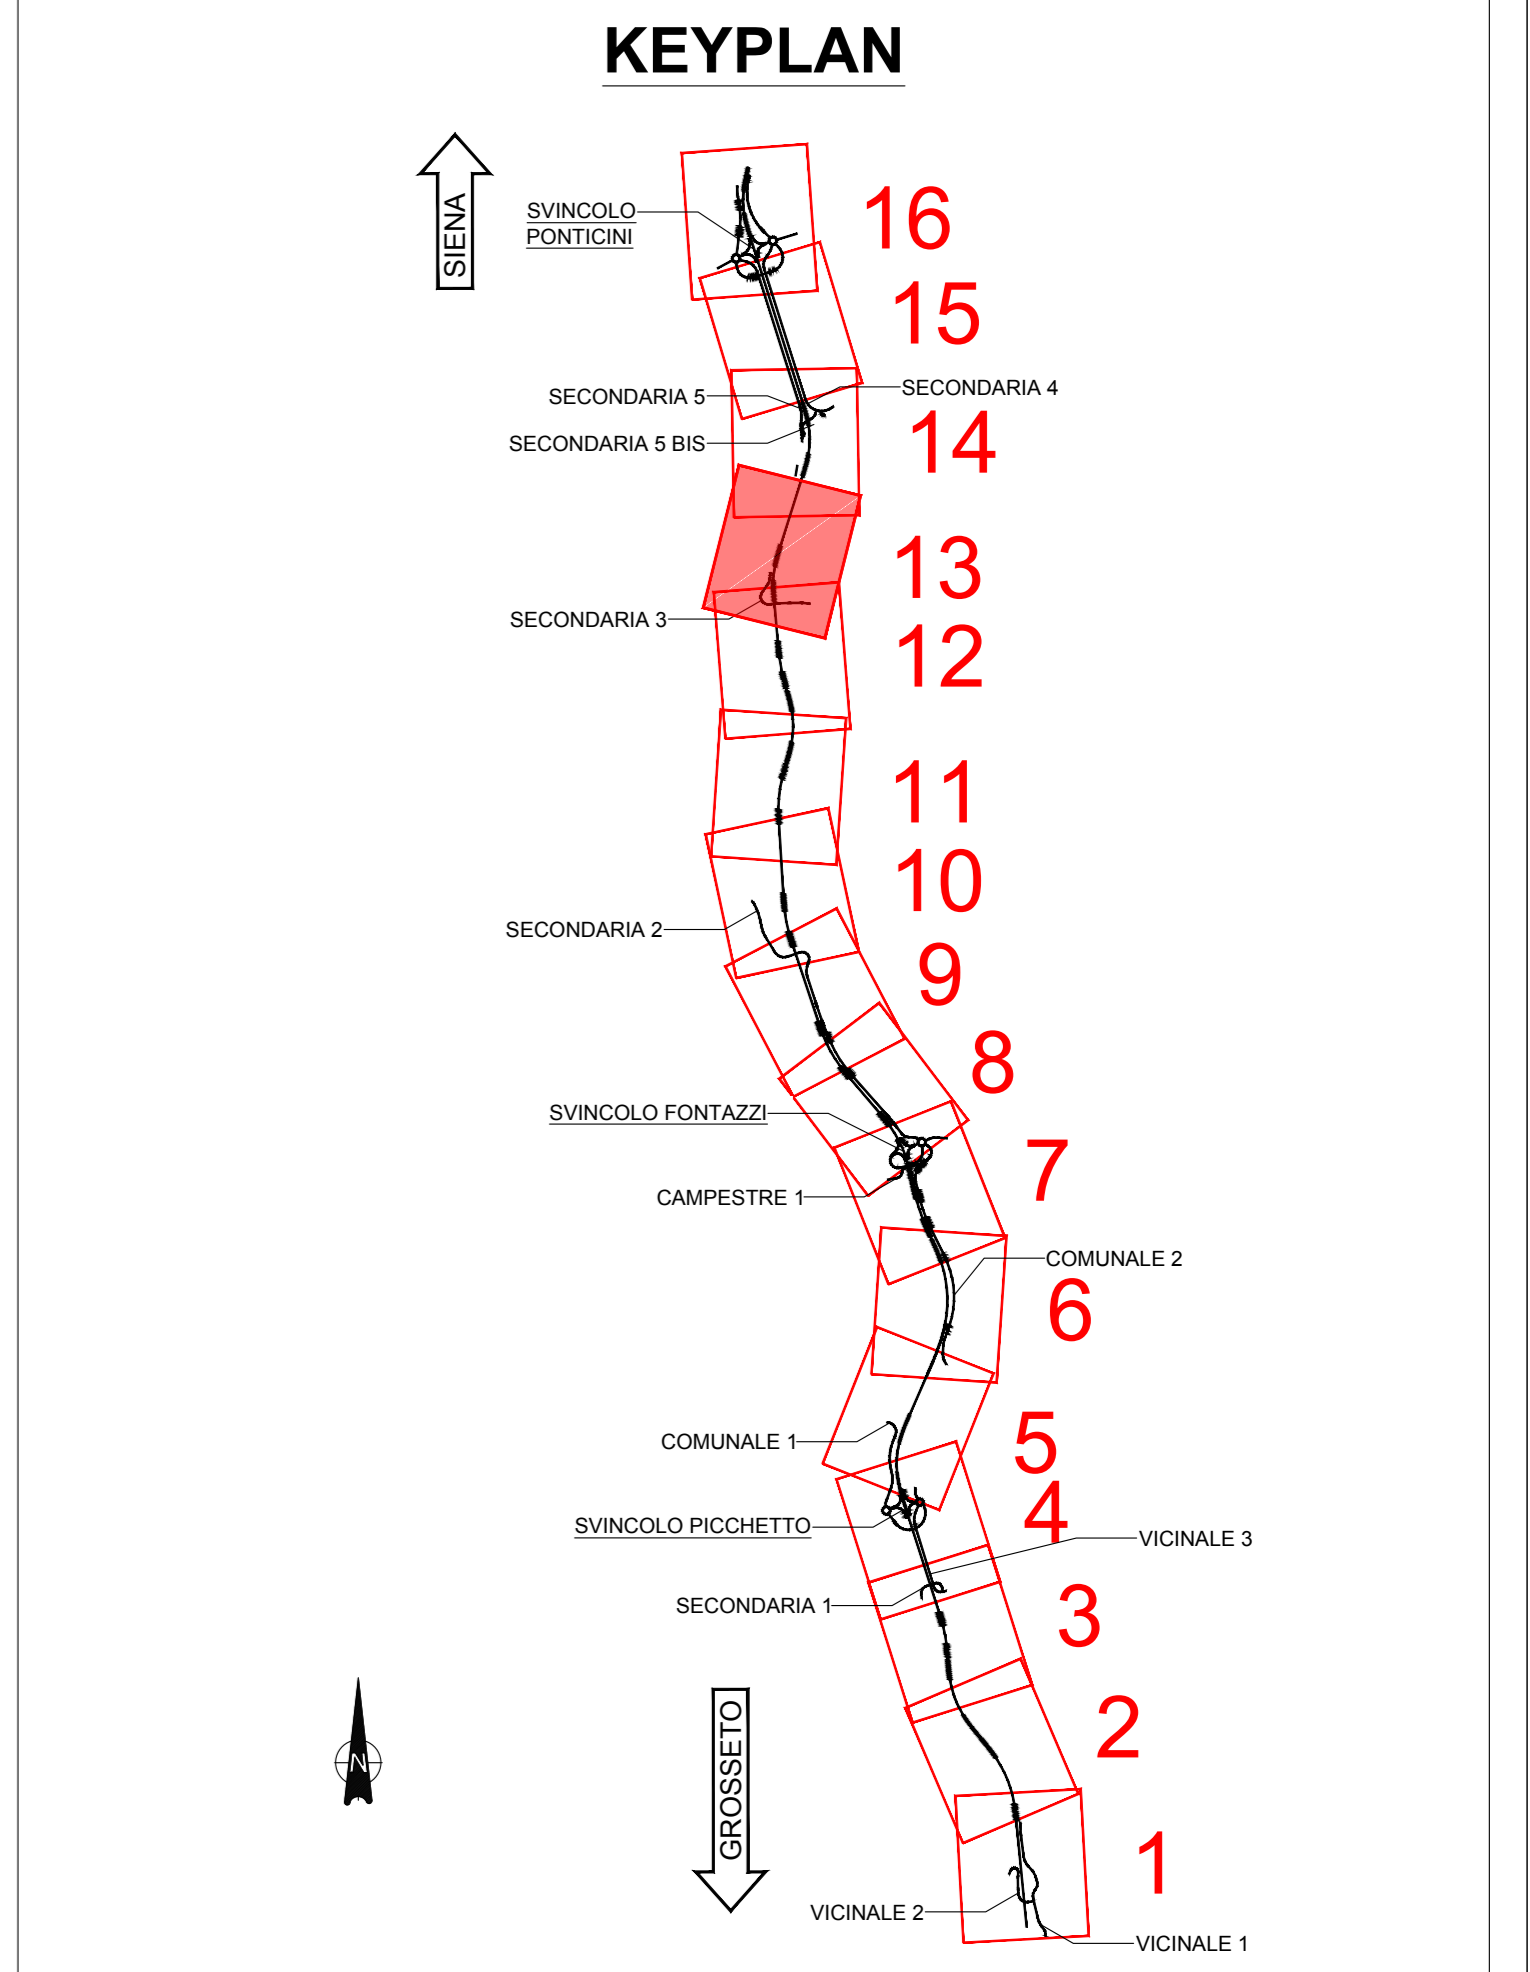 KEYPLAN
SIENA
SVINCOLO
PONTICINI
16
15
SECONDARIA 5
SECONDARIA 4
SECONDARIA 5 BIS
14
13
SECONDARIA 3
12
11
10
SECONDARIA 2
9
8
SVINCOLO FONTAZZI
7
CAMPESTRE 1
COMUNALE 2
6
COMUNALE 1
5
4
SVINCOLO PICCHETTO
VICINALE 3
SECONDARIA 1
3
2
N
GROSSETO
1
VICINALE 2
VICINALE 1